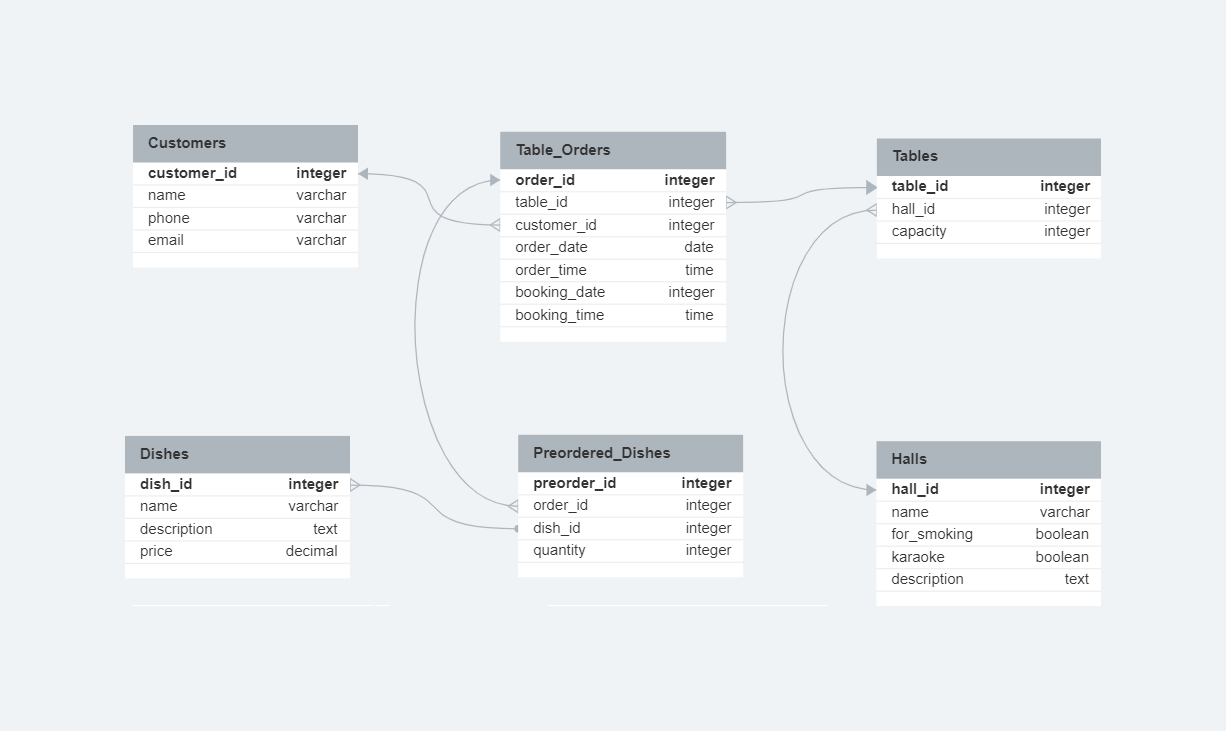 Customers
customer_id integer
name varchar
phone varchar
email varchar
Table_Orders
order_id integer
table_id integer
customer_id integer
order_date date
order_time time
booking_date integer
booking_time time
Tables
table_id integer
hall_id integer
capacity integer
Dishes
dish_id integer
name varchar
description text
price decimal
Preordered_Dishes
preorder_id integer
order_id integer
dish_id integer
quantity integer
Halls
hall_id integer
name varchar
for_smoking boolean
karaoke boolean
description text